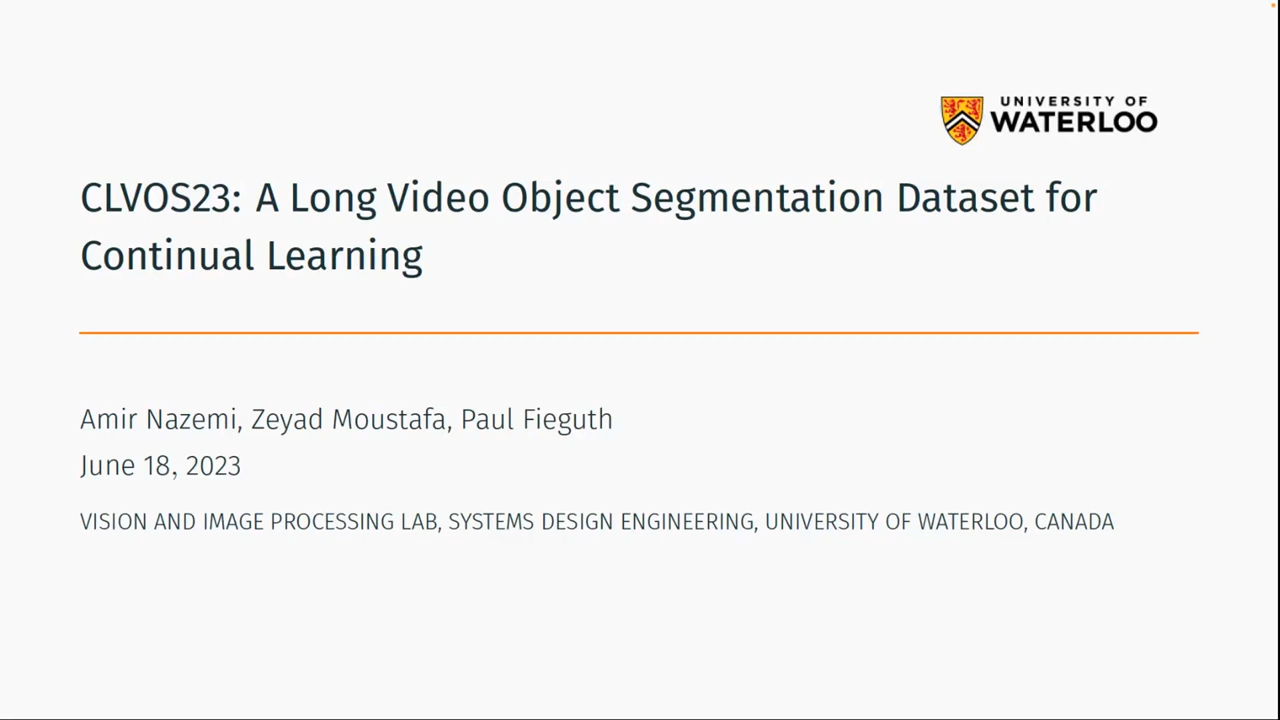 UNIVERSITY OF
WATERLOO
CLVOS23: A Long Video Object Segmentation Dataset for
Continual Learning
Amir Nazemi, Zeyad Moustafa, Paul Fieguth
June 18, 2023
VISION AND IMAGE PROCESSING LAB, SYSTEMS DESIGN ENGINEERING, UNIVERSITY OF WATERLOO, CANADA